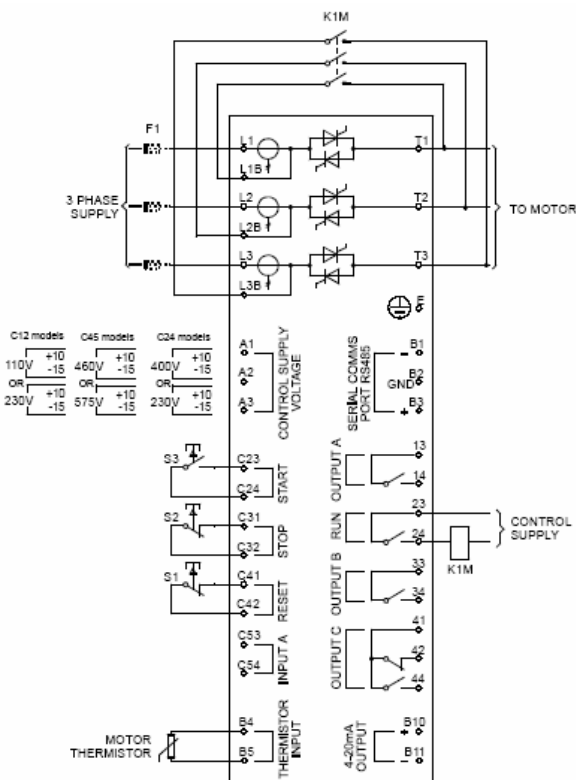 K1M
F1
L1
T1
L1B
3 PHASE
SUPPLY
L2
T2
TO MOTOR
L2B
L3
T3
L3B
E
C12 models
C45 models
C24 models
110V +10 -15
460V +10 -15
400V +10 -15
OR
OR
OR
230V +10 -15
575V +10 -15
230V +10 -15
A1
A2
A3
CONTROL SUPPLY
VOLTAGE
SERIAL COMMS
PORT RS485
- B1
GND B2
+ B3
S3
C23
C24
START
OUTPUT A
13
14
S2
C31
C32
STOP
RUN
23
24
CONTROL
SUPPLY
K1M
S1
C41
C42
RESET
OUTPUT B
33
34
C53
C54
INPUT A
OUTPUT C
41
42
44
MOTOR
THERMISTOR
B4
B5
THERMISTOR
INPUT
4-20mA
OUTPUT
+ B10
- B11